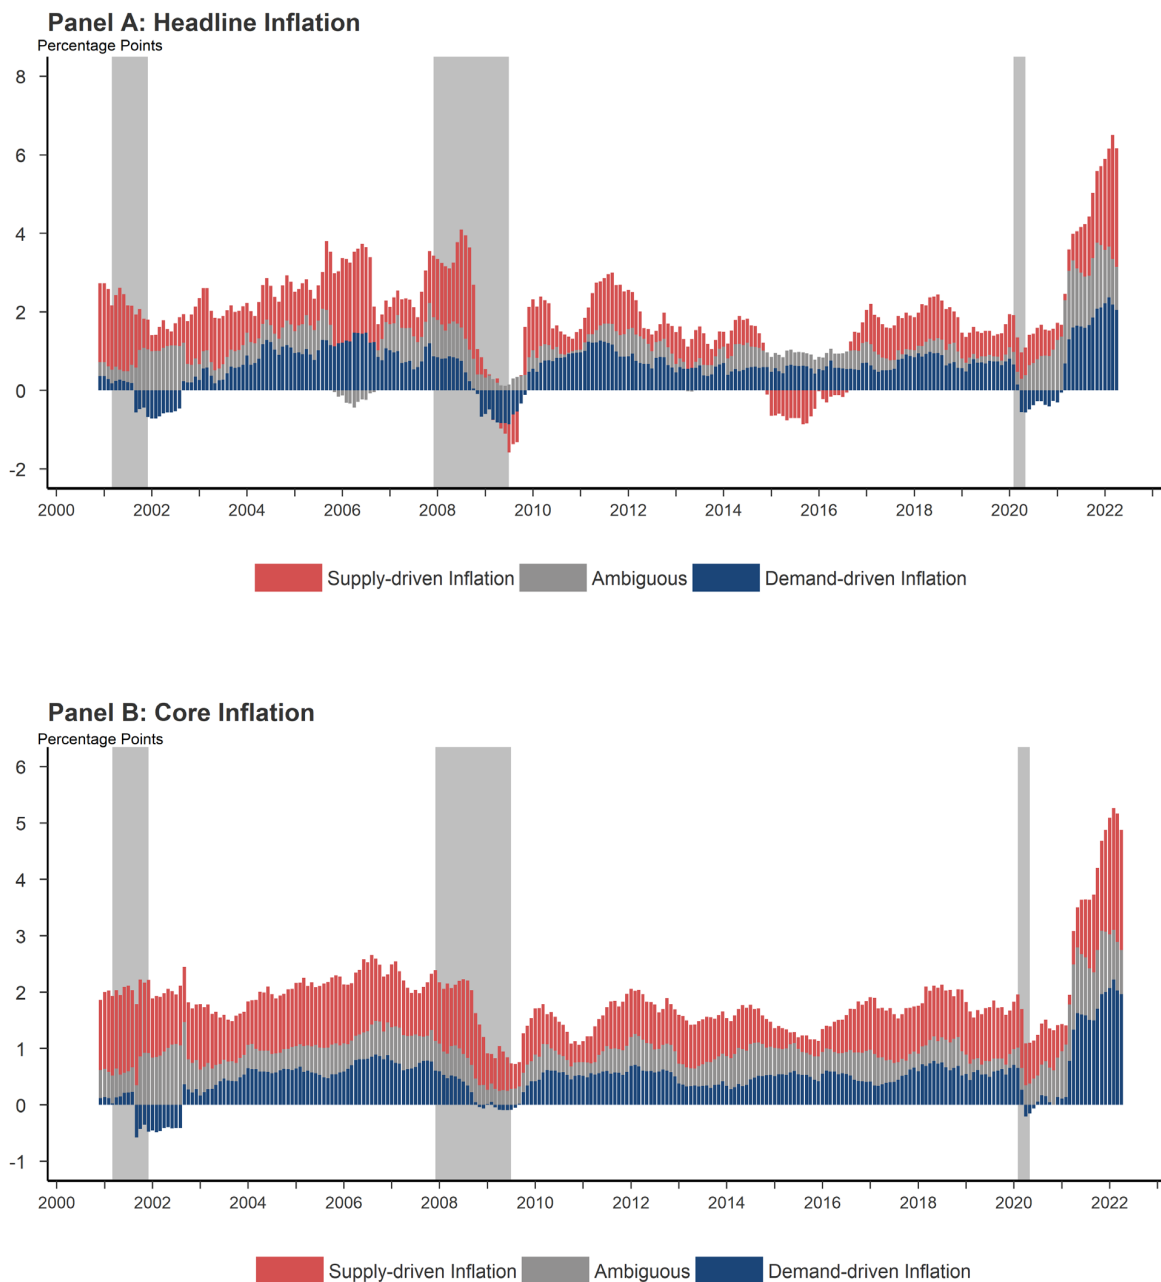 Panel A: Headline Inflation
Percentage Points
8
6
4
2
0
-2
2000 2002 2004 2006 2008 2010 2012 2014 2016 2018 2020 2022
Supply-driven Inflation Ambiguous Demand-driven Inflation
Panel B: Core Inflation
Percentage Points
6
5
4
3
2
1
0
-1
2000 2002 2004 2006 2008 2010 2012 2014 2016 2018 2020 2022
Supply-driven Inflation Ambiguous Demand-driven Inflation